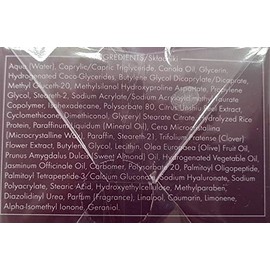 INGREDIENTS/Składniki
Aqua (Water), Caprylic/Capric Triglyceride, Canola Oil, Glycerin,
Hydrogenated Coco-Glycerides, Butylene Glycol Dicaprylate/Dicaprate,
Methyl Gluceth-20, Methylsilanol Hydroxyproline Aspartate, Propylene
Glycol, Steareth-2, Sodium Acrylate/Sodium Acryloyldimethyl Taurate
Copolymer, Isohexadecane, Polysorbate 80, Citrus Unshiu Peel Extract,
Cyclomethicone, Dimethiconol, Glyceryl Stearate Citrate, Hydrolyzed Rice
Protein, Paraffinum Liquidum (Mineral Oil), Cera Microcristallina
(Microcrystalline Wax), Paraffin, Steareth-21, Trifolium Pratense (Clover)
Flower Extract, Butylene Glycol, Lecithin, Olea Europaea (Olive) Fruit Oil,
Prunus Amygdalus Dulcis (Sweet Almond) Oil, Hydrogenated Vegetable Oil,
Jasminum Officinale Oil, Carbomer, Polysorbate 20, Palmitoyl Oligopeptide,
Palmitoyl Tetrapeptide-3, Calcium Gluconate, Sodium Hyaluronate, Sodium
Polyacrylate, Stearic Acid, Hydroxyethylcellulose, Methylparaben,
Diazolidinyl Urea, Parfum (Fragrance), Linalool, Coumarin, Limonene,
Alpha-Isomethyl Ionone, Geraniol.